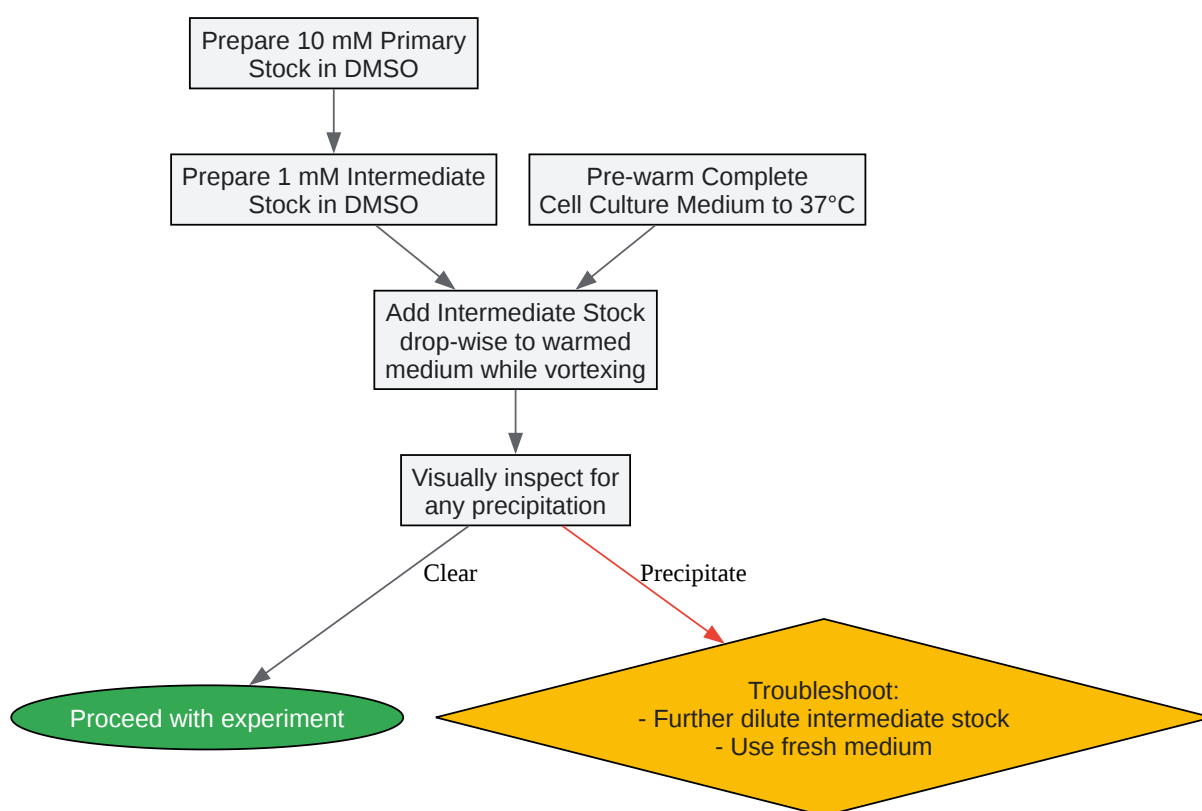 Prepare 10 mM Primary
Stock in DMSO
Prepare 1 mM Intermediate
Stock in DMSO
Pre-warm Complete
Cell Culture Medium to 37°C
Add Intermediate Stock
drop-wise to warmed
medium while vortexing
Visually inspect for
any precipitation
Clear
Precipitate
Proceed with experiment
Troubleshoot:
- Further dilute intermediate stock
- Use fresh medium